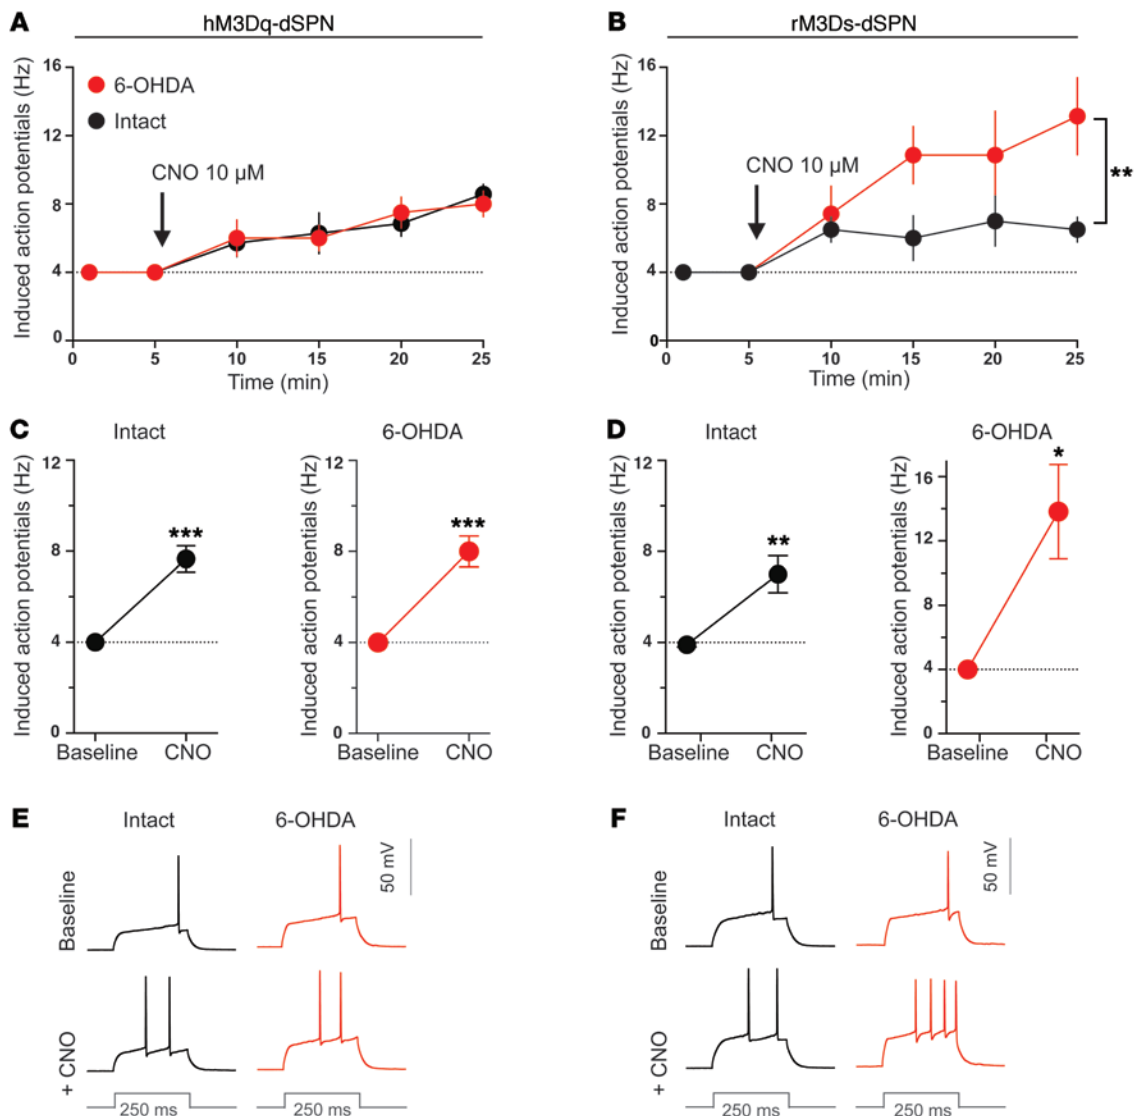 A
hM3Dq-dSPN
Induced action potentials (Hz)
16
12
8
4
0
6-OHDA
Intact
CNO 10 µM
0 5 10 15 20 25
Time (min)
B
rM3Ds-dSPN
Induced action potentials (Hz)
16
12
8
4
0
CNO 10 µM
**
0 5 10 15 20 25
Time (min)
C
Intact
Induced action potentials (Hz)
12
8
4
0
***
Baseline CNO
6-OHDA
Induced action potentials (Hz)
12
8
4
0
***
Baseline CNO
D
Intact
Induced action potentials (Hz)
12
8
4
0
**
Baseline CNO
6-OHDA
Induced action potentials (Hz)
16
12
8
4
0
*
Baseline CNO
E
Intact 6-OHDA
50 mV
Baseline
+ CNO
250 ms 250 ms
F
Intact 6-OHDA
50 mV
Baseline
+ CNO
250 ms 250 ms